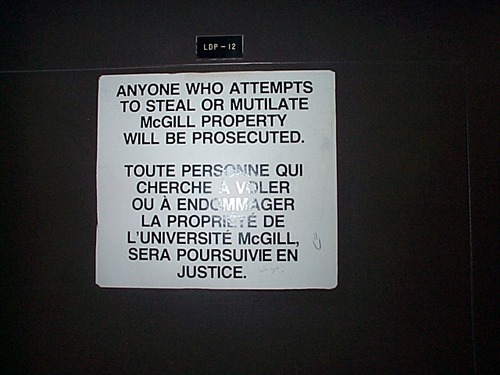 LDP-12
ANYONE WHO ATTEMPTS
TO STEAL OR MUTILATE
McGILL PROPERTY
WILL BE PROSECUTED.
TOUTE PERSONNE QUI
CHERCHE À VOLER
OU À ENDOMMAGER
LA PROPRIÉTÉ DE
L'UNIVERSITÉ McGILL,
SERA POURSUIVIE EN
JUSTICE.